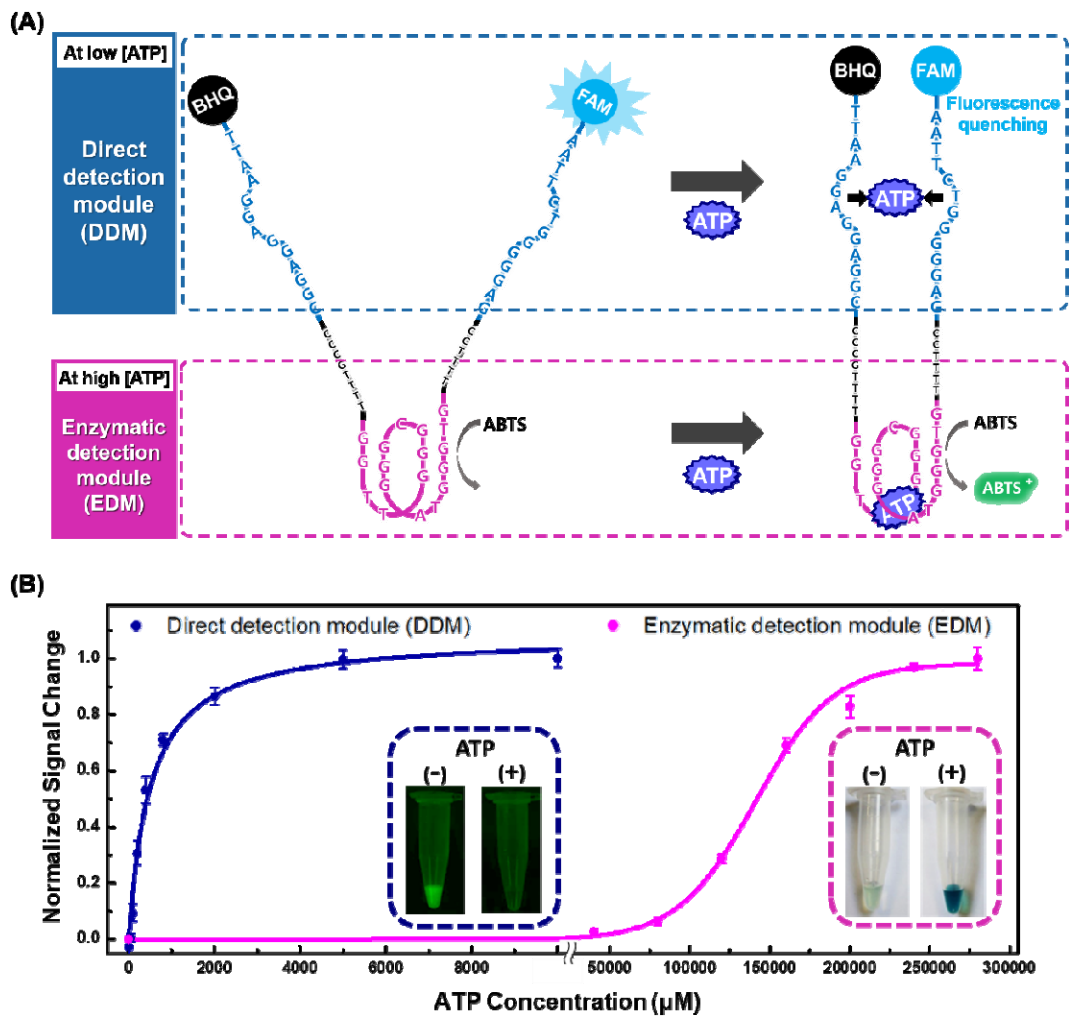 (A)
At low [ATP]
Direct
detection
module
(DDM)
BHQ
FAM
ATP
BHQ
FAM
Fluorescence
quenching
ATP
At high [ATP]
Enzymatic
detection
module
(EDM)
ABTS
ATP
ABTS
ABTS +
ATP
(B)
Normalized Signal Change
1.0
0.8
0.6
0.4
0.2
0.0
Direct detection module (DDM)
Enzymatic detection module (EDM)
ATP
(-) (+)
ATP
(-) (+)
0 2000 4000 6000 8000 50000 100000 150000 200000 250000 300000
ATP Concentration (µM)